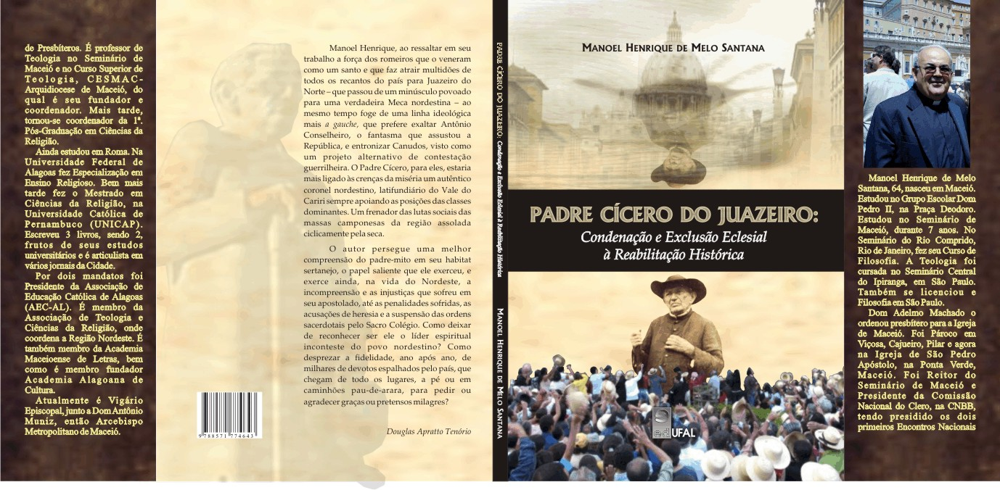 de Presbíteros. É professor de
Teologia no Seminário de
Maceió e no Curso Superior de
Teologia, CESMAC-
Arquidiocese de Maceió, do
qual é seu fundador e
coordenador. Mais tarde,
tornou-se coordenador da 1ª.
Pós-Graduação em Ciências da
Religião.
Ainda estudou em Roma. Na
Universidade Federal de
Alagoas fez Especialização em
Ensino Religioso. Bem mais
tarde fez o Mestrado em
Ciências da Religião, na
Universidade Católica de
Pernambuco (UNICAP).
Escreveu 3 livros, sendo 2,
frutos de seus estudos
universitários e é articulista em
vários jornais da Cidade.
Por dois mandatos foi
Presidente da Associação de
Educação Católica de Alagoas
(AEC-AL). É membro da
Associação de Teologia e
Ciências da Religião, onde
coordena a Região Nordeste. É
também membro da Academia
Maceioense de Letras, bem
como é membro fundador
Academia Alagoana de
Cultura.
Atualmente é Vigário
Episcopal, junto a Dom Antônio
Muniz, então Arcebispo
Metropolitano de Maceió.
Manoel Henrique, ao ressaltar em seu
trabalho a força dos romeiros que o veneram
como um santo e que faz atrair multidões de
todos os recantos do país para Juazeiro do
Norte – que passou de um minúsculo povoado
para uma verdadeira Meca nordestina – ao
mesmo tempo foge de uma linha ideológica
mais a gauche, que prefere exaltar Antônio
Conselheiro, o fantasma que assustou a
República, e entronizar Canudos, visto como
um projeto alternativo de contestação
guerrilheira. O Padre Cícero, para eles, estaria
mais ligado às crenças da miséria um autêntico
coronel nordestino, latifundiário do Vale do
Cariri sempre apoiando as posições das classes
dominantes. Um frenador das lutas sociais das
massas camponesas da região assolada
ciclicamente pela seca.
O autor persegue uma melhor
compreensão do padre-mito em seu habitat
sertanejo, o papel saliente que ele exerceu, e
exerce ainda, na vida do Nordeste, a
incompreensão e as injustiças que sofreu em
seu apostolado, até as penalidades sofridas, as
acusações de heresia e a suspensão das ordens
sacerdotais pelo Sacro Colégio. Como deixar
de reconhecer ser ele o líder espiritual
inconteste do povo nordestino? Como
desprezar a fidelidade, ano após ano, de
milhares de devotos espalhados pelo país, que
chegam de todo os lugares, a pé ou em
caminhões pau-de-arara, para pedir ou
agradecer graças ou pretensos milagres?
Douglas Apratto Tenório
9 788571 774643
PADRE CÍCERO DO JUAZEIRO: Condenação e Exclusão Eclesial à Reabilitação Histórica
MANOEL HENRIQUE DE MELO SANTANA
MANOEL HENRIQUE DE MELO SANTANA
PADRE CÍCERO DO JUAZEIRO:
Condenação e Exclusão Eclesial
à Reabilitação Histórica
edUFAL
Manoel Henrique de Melo
Santana, 64, nasceu em Maceió.
Estudou no Grupo Escolar Dom
Pedro II, na Praça Deodoro.
Estudou no Seminário de
Maceió, durante 7 anos. No
Seminário do Rio Comprido,
Rio de Janeiro, fez seu Curso de
Filosofia. A Teologia foi
cursada no Seminário Central
do Ipiranga, em São Paulo.
Também se licenciou e
Filosofia em São Paulo.
Dom Adelmo Machado o
ordenou presbítero para a Igreja
de Maceió. Foi Pároco em
Viçosa, Cajueiro, Pilar e agora
na Igreja de São Pedro
Apóstolo, na Ponta Verde,
Maceió. Foi Reitor do
Seminário de Maceió e
Presidente da Comissão
Nacional do Clero, na CNBB,
tendo presidido os dois
primeiros Encontros Nacionais